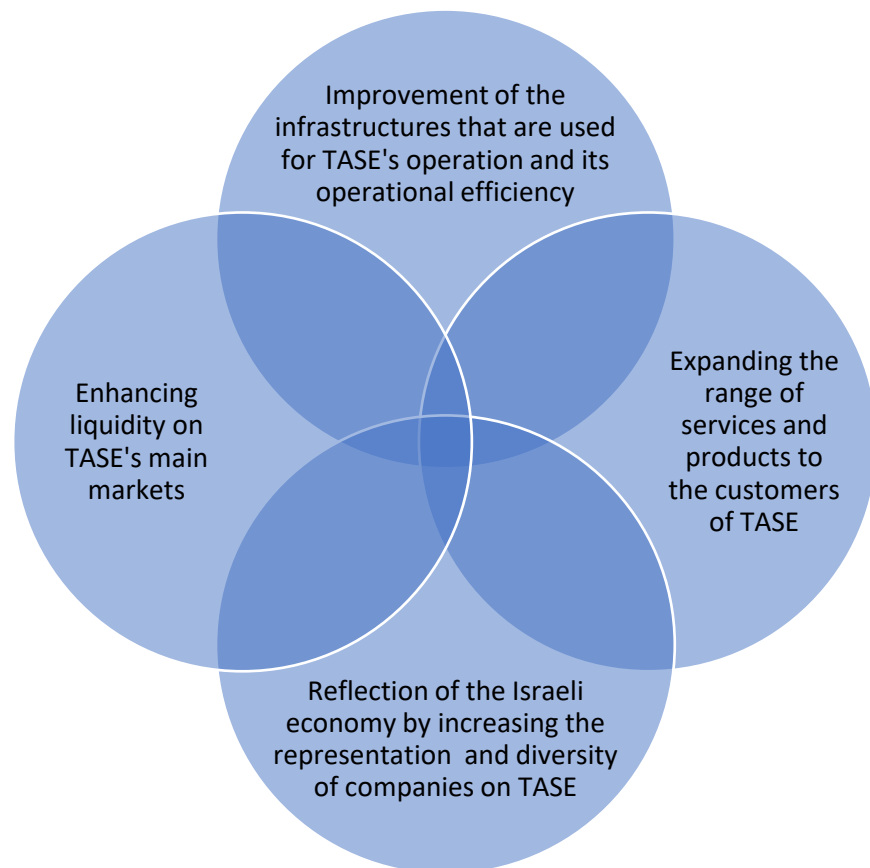 Improvement of the
infrastructures that are used
for TASE's operation and its
operational efficiency
Enhancing
liquidity on
TASE's main
markets
Expanding the
range of
services and
products to
the customers
of TASE
Reflection of the Israeli
economy by increasing the
representation  and diversity
of companies on TASE